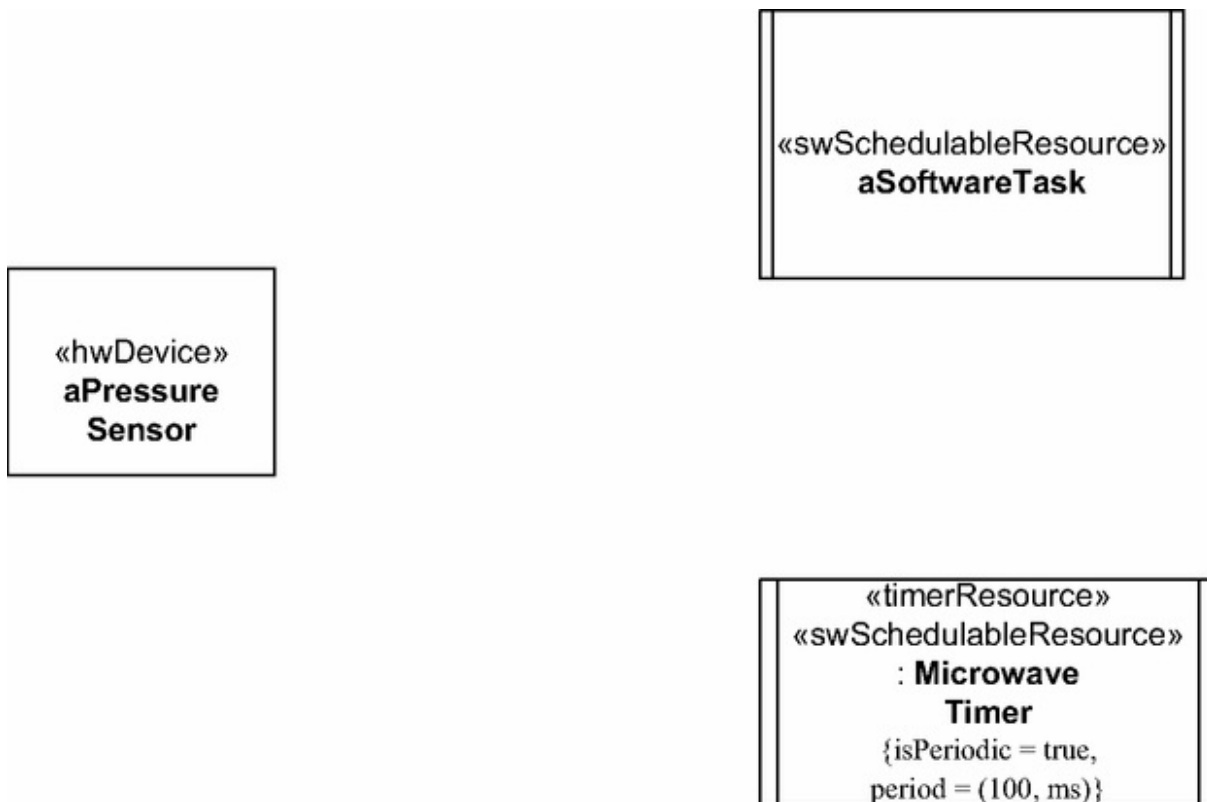 «swSchedulableResource»
aSoftwareTask
«hwDevice»
aPressure
Sensor
«timerResource»
«swSchedulableResource»
: Microwave
Timer
{isPeriodic = true,
period = (100, ms)}